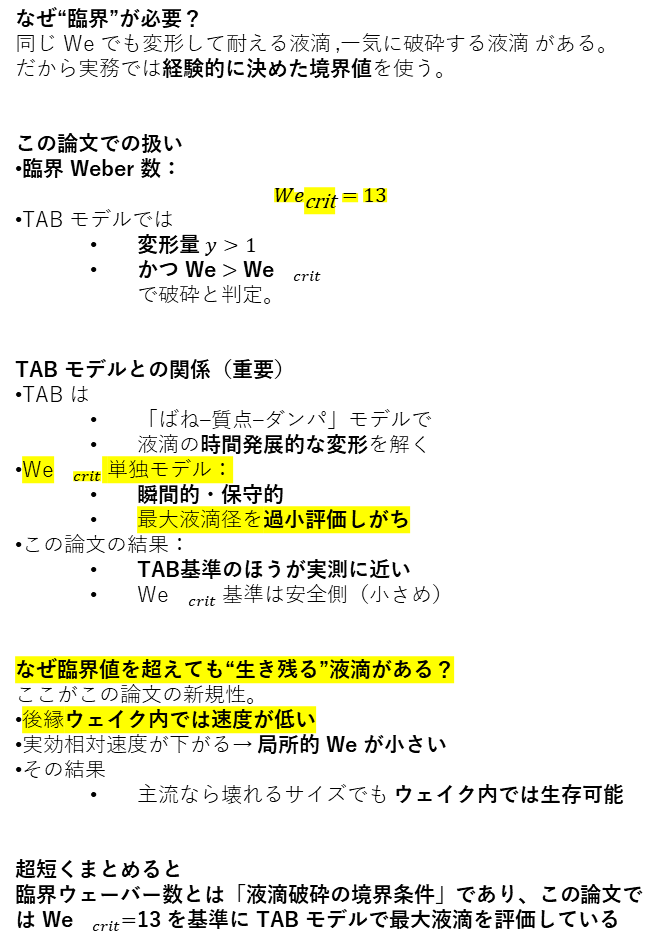 なぜ“臨界”が必要？
同じ We でも変形して耐える液滴 ,一気に破砕する液滴 がある。
だから実務では経験的に決めた境界値を使う。
この論文での扱い
•臨界 Weber 数：
We_crit = 13
•TAB モデルでは
• 変形量 y > 1
• かつ We > We crit
で破砕と判定。
TAB モデルとの関係（重要）
•TAB は
• 「ばね–質点–ダンパ」モデルで
• 液滴の時間発展的な変形を解く
•We crit 単独モデル：
• 瞬間的・保守的
• 最大液滴径を過小評価しがち
•この論文の結果：
• TAB基準のほうが実測に近い
• We crit 基準は安全側（小さめ）
なぜ臨界値を超えても“生き残る”液滴がある？
ここがこの論文の新規性。
•後縁ウェイク内では速度が低い
•実効相対速度が下がる→ 局所的 We が小さい
•その結果
• 主流なら壊れるサイズでも ウェイク内では生存可能
超短くまとめると
臨界ウェーバー数とは「液滴破砕の境界条件」であり、この論文で
は We crit=13 を基準に TAB モデルで最大液滴を評価している